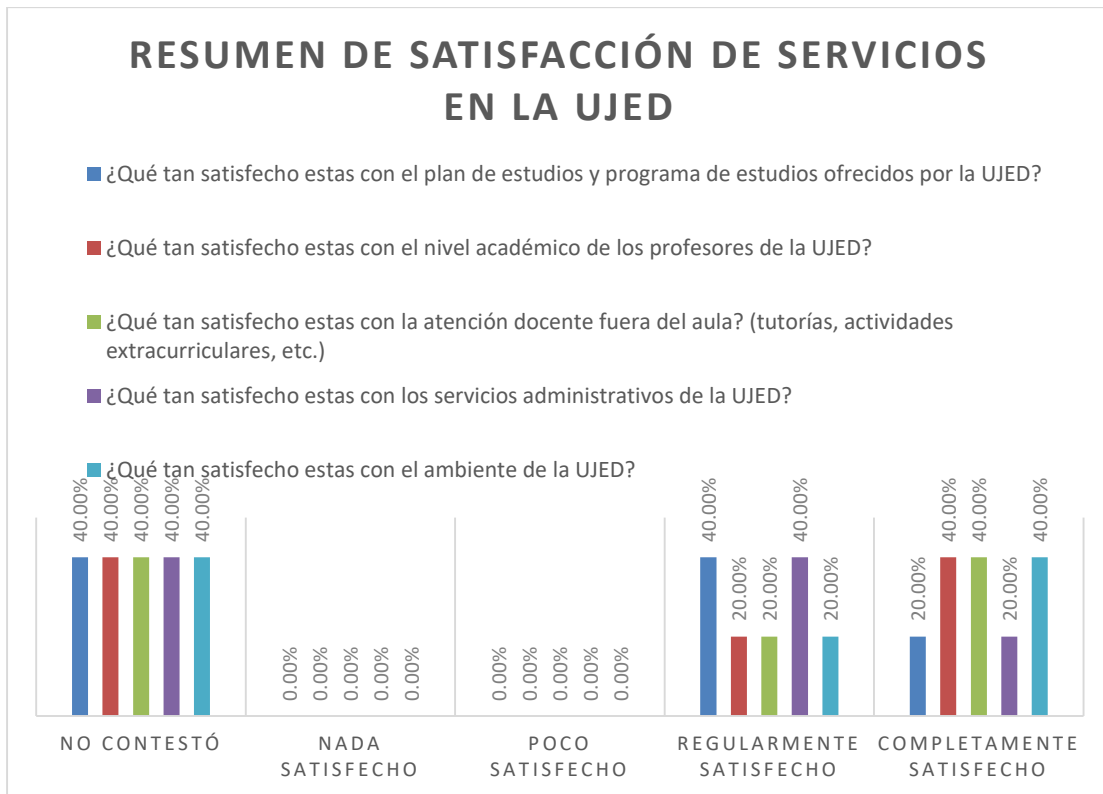 RESUMEN DE SATISFACCIÓN DE SERVICIOS
EN LA UJED
¿Qué tan satisfecho estas con el plan de estudios y programa de estudios ofrecidos por la UJED?
¿Qué tan satisfecho estas con el nivel académico de los profesores de la UJED?
¿Qué tan satisfecho estas con la atención docente fuera del aula? (tutorías, actividades
extracurriculares, etc.)
¿Qué tan satisfecho estas con los servicios administrativos de la UJED?
¿Qué tan satisfecho estas con el ambiente de la UJED?
40.00%
40.00%
40.00%
40.00%
40.00%
0.00%
0.00%
0.00%
0.00%
0.00%
0.00%
0.00%
0.00%
0.00%
0.00%
40.00%
20.00%
20.00%
40.00%
20.00%
20.00%
40.00%
40.00%
20.00%
40.00%
NO CONTESTÓ
NADA
SATISFECHO
POCO
SATISFECHO
REGULARMENTE
SATISFECHO
COMPLETAMENTE
SATISFECHO